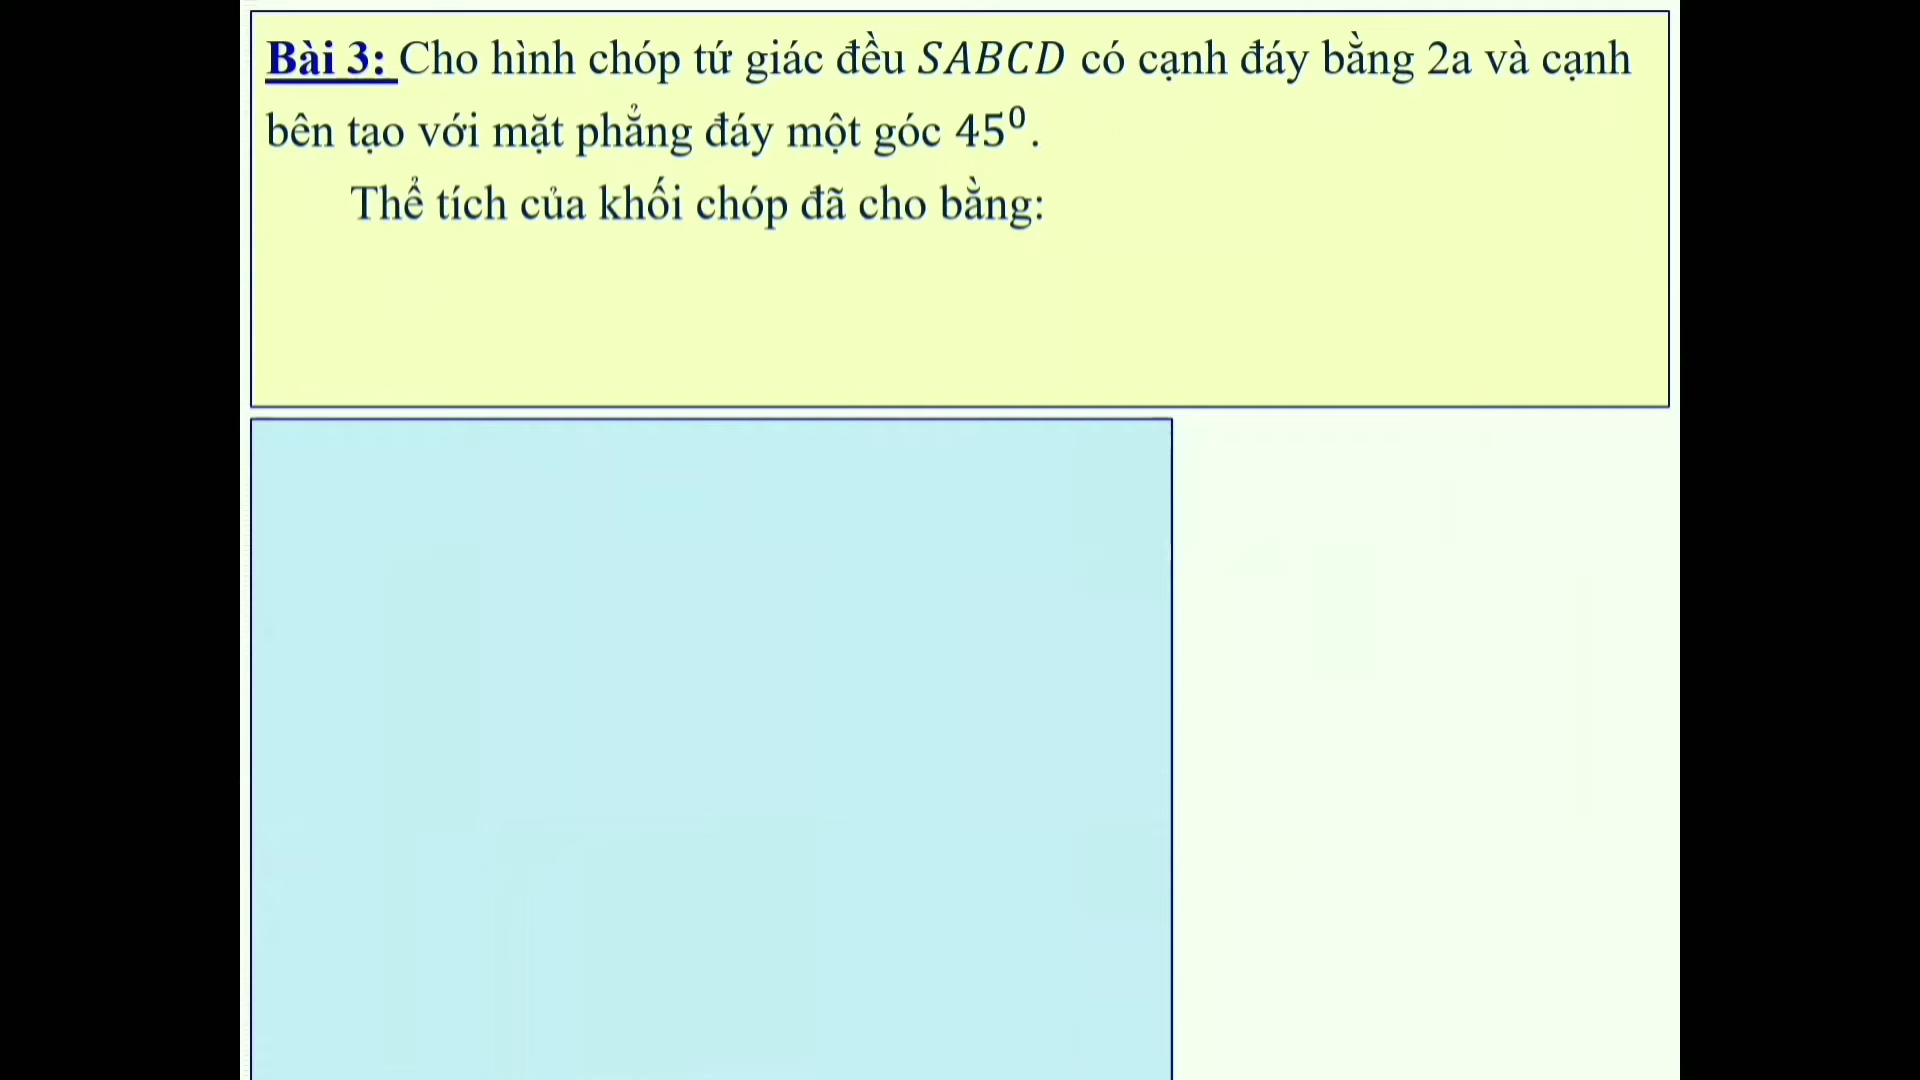 Bài 3: Cho hình chóp tứ giác đều SABCD có cạnh đáy bằng 2a và cạnh
bên tạo với mặt phẳng đáy một góc 45⁰.
Thể tích của khối chóp đã cho bằng: